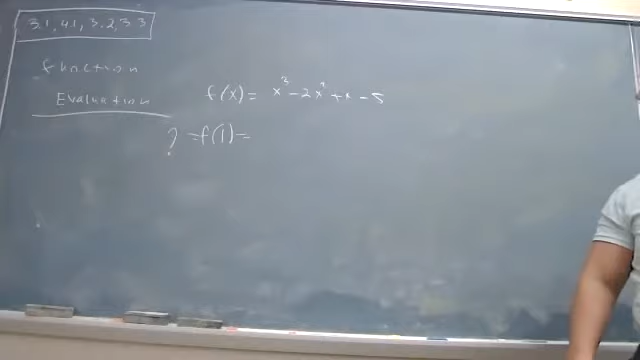 3.1, 4.1, 3.2, 3.3
function
Evaluation
f(x) = x³ - 2x² + x - 5
? = f(1) =